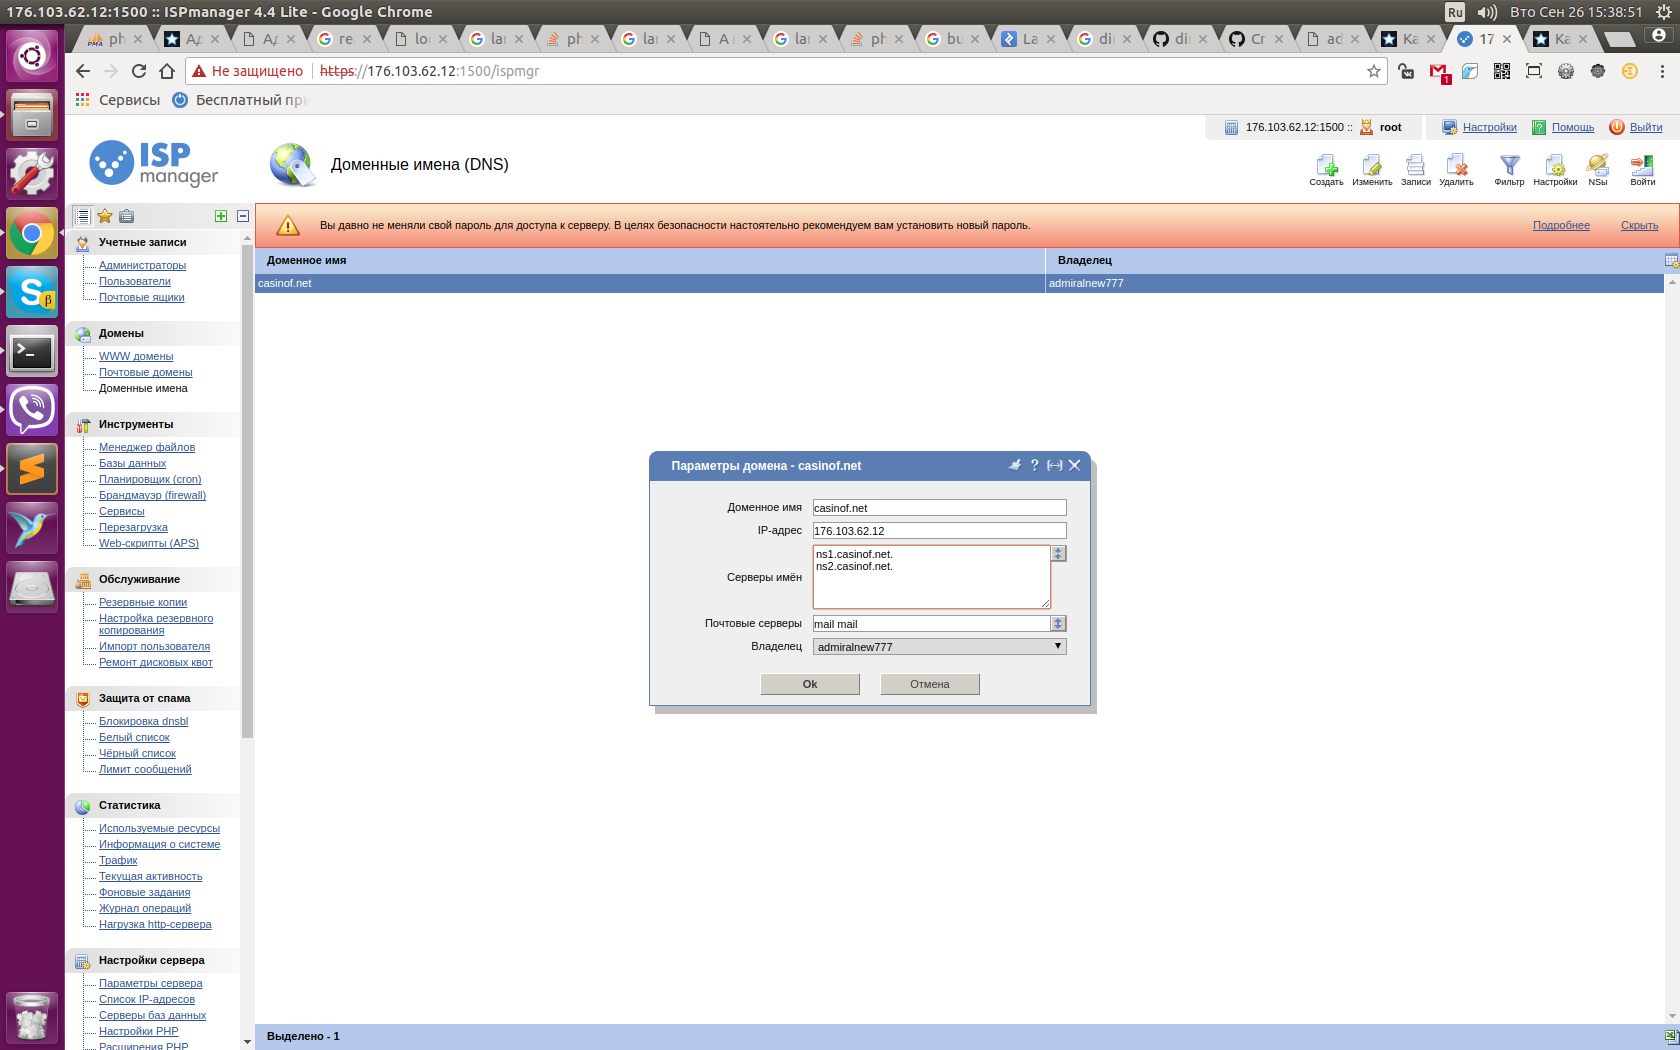 176.103.62.12:1500 :: ISPmanager 4.4 Lite - Google Chrome
Ru
Вто Сен 26 15:38:51
ph
Ад
Ад
re
loc
lar
ph
lar
A
lar
ph
bu
La
di
di
Cr
ad
Ka
17
Ka
Не защищено
https://176.103.62.12:1500/ispmgr
1
Сервисы
Бесплатный при
176.103.62.12:1500 ::
root
Настройки
Помощь
Выйти
ISP
manager
Доменные имена (DNS)
Создать
Изменить
Записи
Удалить
Фильтр
Настройки
NSы
Войти
Вы давно не меняли свой пароль для доступа к серверу. В целях безопасности настоятельно рекомендуем вам установить новый пароль.
Подробнее
Скрыть
Доменное имя
Владелец
casinof.net
admiralnew777
Учетные записи
Администраторы
Пользователи
Почтовые ящики
Домены
WWW домены
Почтовые домены
Доменные имена
Инструменты
Менеджер файлов
Базы данных
Планировщик (cron)
Брандмауэр (firewall)
Сервисы
Перезагрузка
Web-скрипты (APS)
Обслуживание
Резервные копии
Настройка резервного
копирования
Импорт пользователя
Ремонт дисковых квот
Защита от спама
Блокировка dnsbl
Белый список
Чёрный список
Лимит сообщений
Статистика
Используемые ресурсы
Информация о системе
Трафик
Текущая активность
Фоновые задания
Журнал операций
Нагрузка http-сервера
Настройки сервера
Параметры сервера
Список IP-адресов
Серверы баз данных
Настройки PHP
Расширения PHP
Параметры домена - casinof.net
Доменное имя
casinof.net
IP-адрес
176.103.62.12
Серверы имён
ns1.casinof.net.
ns2.casinof.net.
Почтовые серверы
mail mail
Владелец
admiralnew777
Ok
Отмена
Выделено - 1